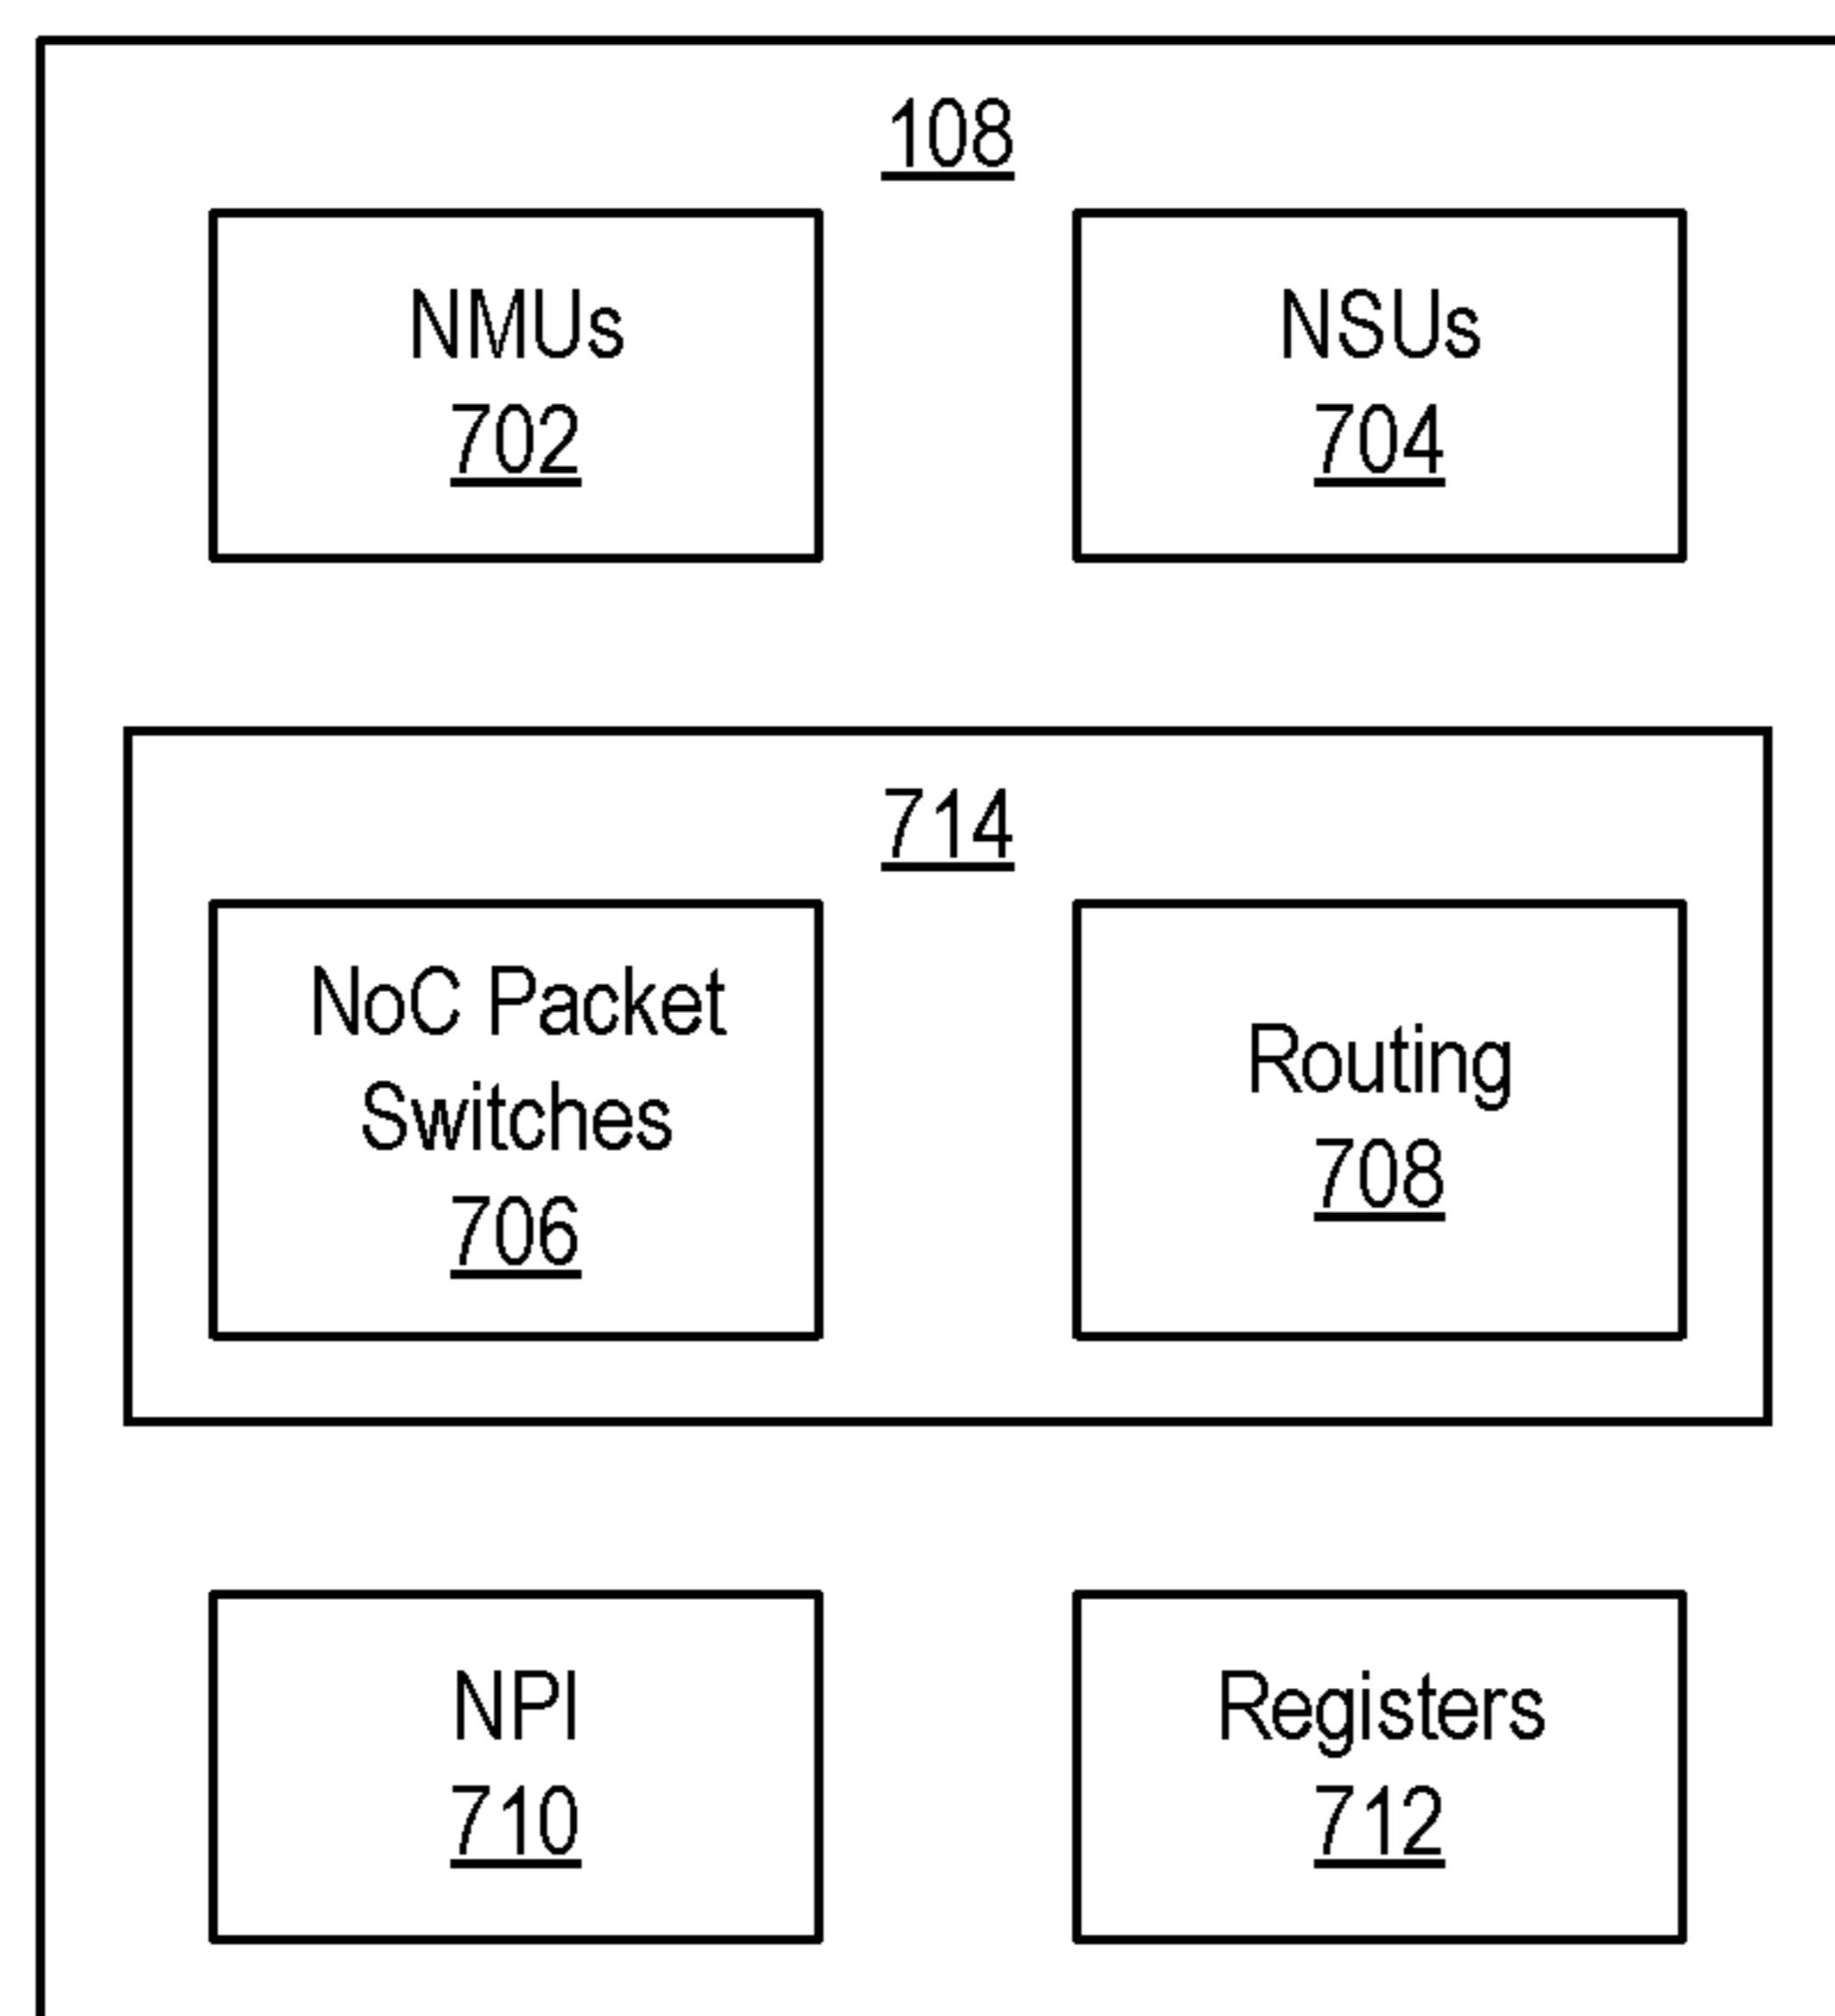 108
NMUs
702
NSUs
704
714
NoC Packet
Switches
706
Routing
708
NPI
710
Registers
712